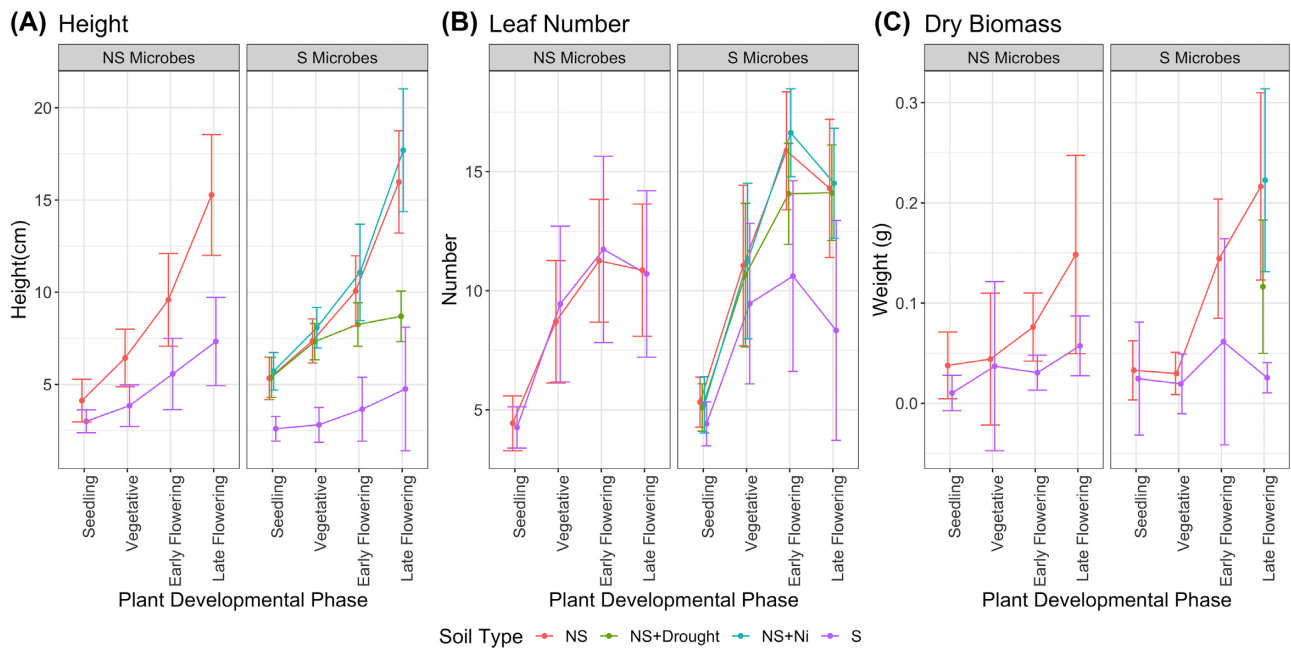 (A) Height
NS Microbes S Microbes
20
15
10
5
Height(cm)
Seedling Vegetative Early Flowering Late Flowering Seedling Vegetative Early Flowering Late Flowering
Plant Developmental Phase
(B) Leaf Number
NS Microbes S Microbes
15
10
5
Number
Seedling Vegetative Early Flowering Late Flowering Seedling Vegetative Early Flowering Late Flowering
Plant Developmental Phase
(C) Dry Biomass
NS Microbes S Microbes
0.3
0.2
0.1
0.0
Weight (g)
Seedling Vegetative Early Flowering Late Flowering Seedling Vegetative Early Flowering Late Flowering
Plant Developmental Phase
Soil Type NS NS+Drought NS+Ni S